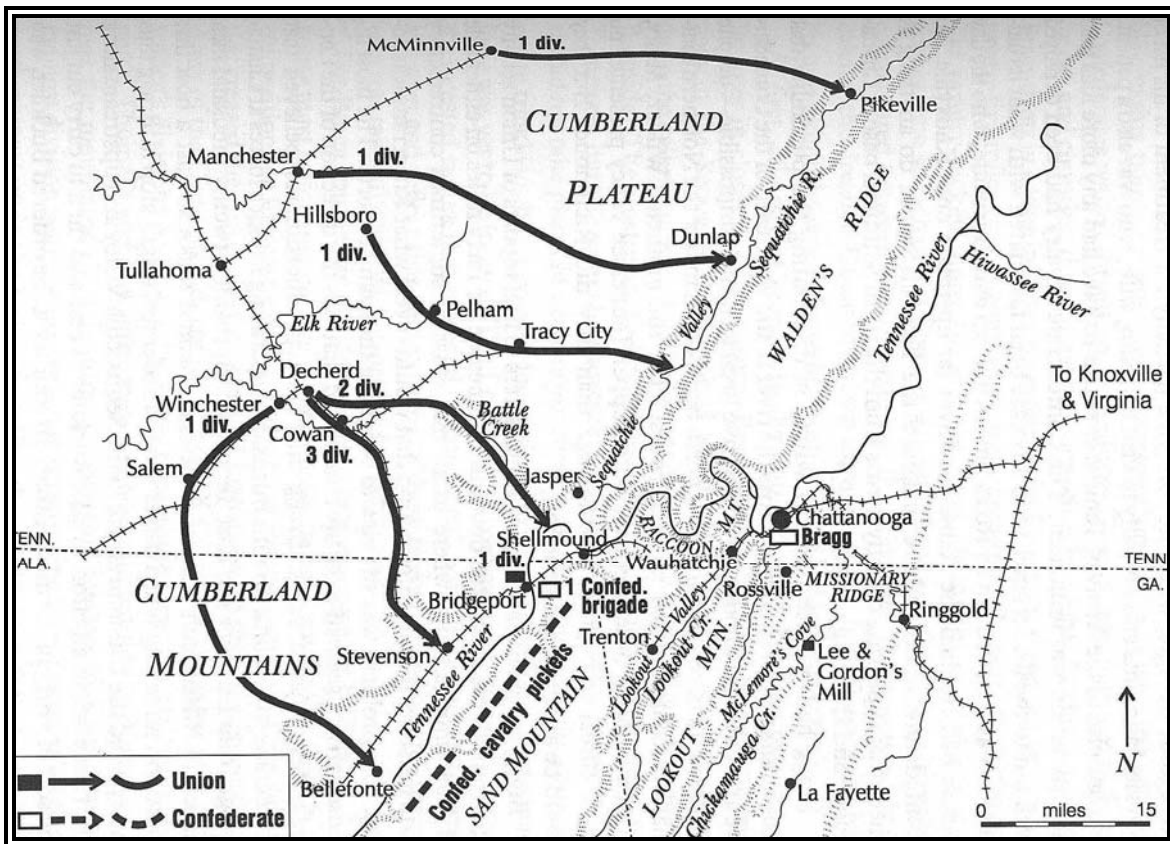 McMinnville
1 div.
Pikeville
CUMBERLAND
PLATEAU
Manchester
1 div.
Hillsboro
1 div.
Tullahoma
Dunlap
Sequatchie R.
Valley
Sequatchie
WALDEN'S
RIDGE
Tennessee River
Hiwassee River
Pelham
Elk River
Tracy City
Decherd
2 div.
Winchester
1 div.
Cowan
3 div.
Battle
Creek
Salem
Jasper
To Knoxville
& Virginia
TENN.
ALA.
Shellmound
RACCOON
MT.
Chattanooga
Bragg
Wauhatchie
TENN.
GA.
1 div.
Bridgeport
1 Confed.
brigade
Rossville
MISSIONARY
RIDGE
Ringgold
CUMBERLAND
MOUNTAINS
Stevenson
Tennessee River
Trenton
Lookout Valley
Lookout Cr.
LOOKOUT MTN.
McLemore's Cove
Chickamauga Cr.
Lee &
Gordon's
Mill
Confed. cavalry pickets
SAND MOUNTAIN
Bellefonte
La Fayette
N
Union
Confederate
0 miles 15